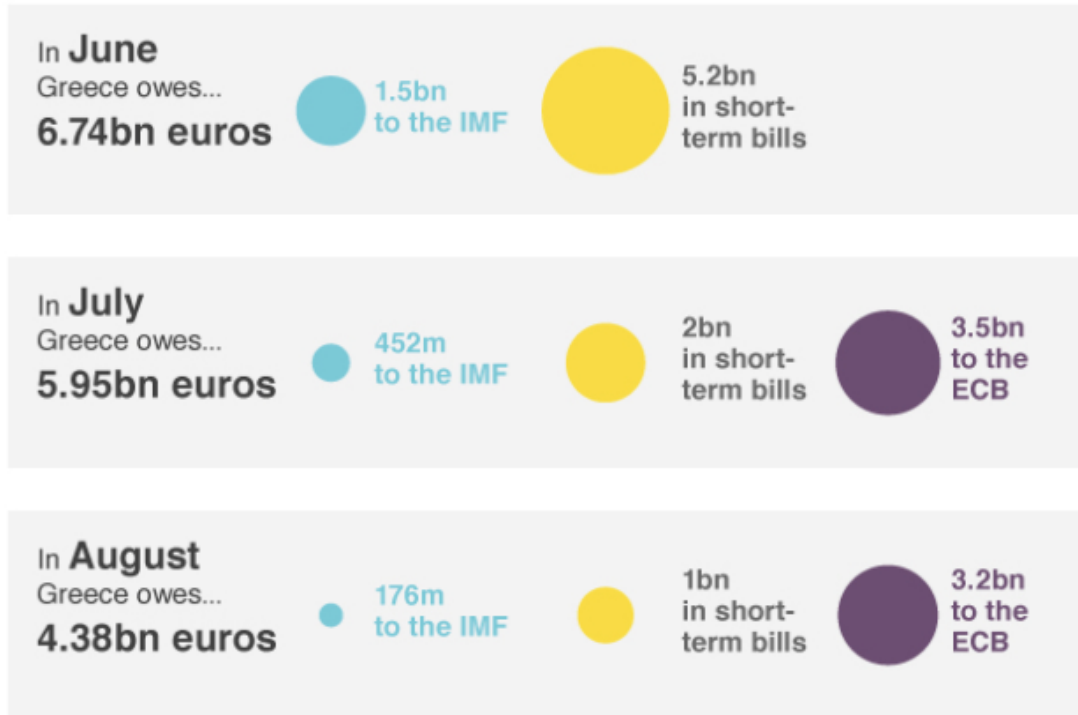 In June
Greece owes...
6.74bn euros
1.5bn
to the IMF
5.2bn
in short-
term bills
In July
Greece owes...
5.95bn euros
452m
to the IMF
2bn
in short-
term bills
3.5bn
to the
ECB
In August
Greece owes...
4.38bn euros
176m
to the IMF
1bn
in short-
term bills
3.2bn
to the
ECB